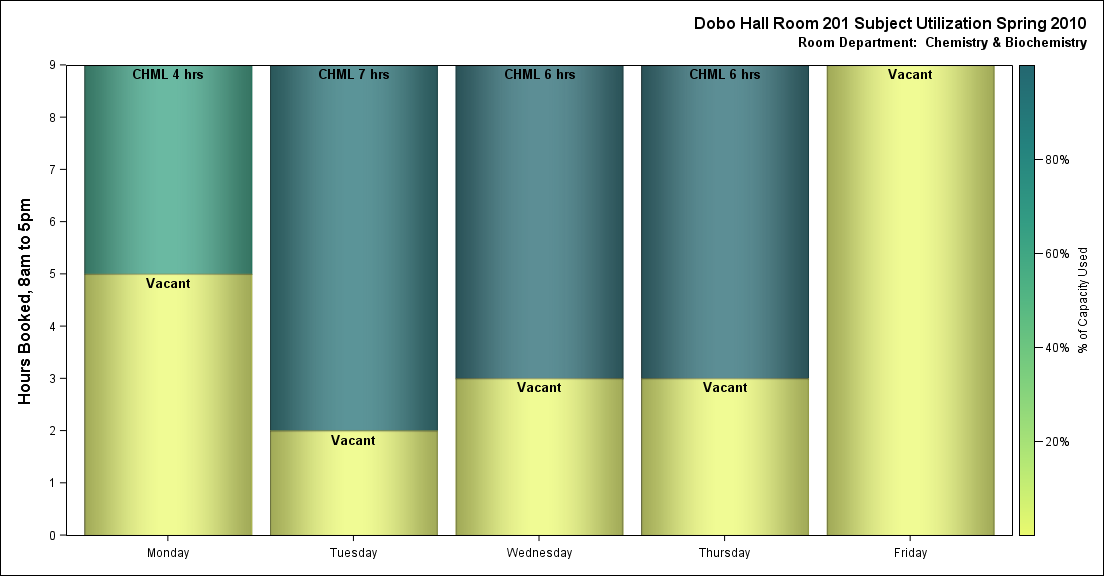 Dobo Hall Room 201 Subject Utilization Spring 2010
Room Department:  Chemistry & Biochemistry
Hours Booked, 8am to 5pm
9
8
7
6
5
4
3
2
1
0
CHML 4 hrs
Vacant
CHML 7 hrs
Vacant
CHML 6 hrs
Vacant
CHML 6 hrs
Vacant
Vacant
Monday
Tuesday
Wednesday
Thursday
Friday
80%
60%
40%
20%
% of Capacity Used